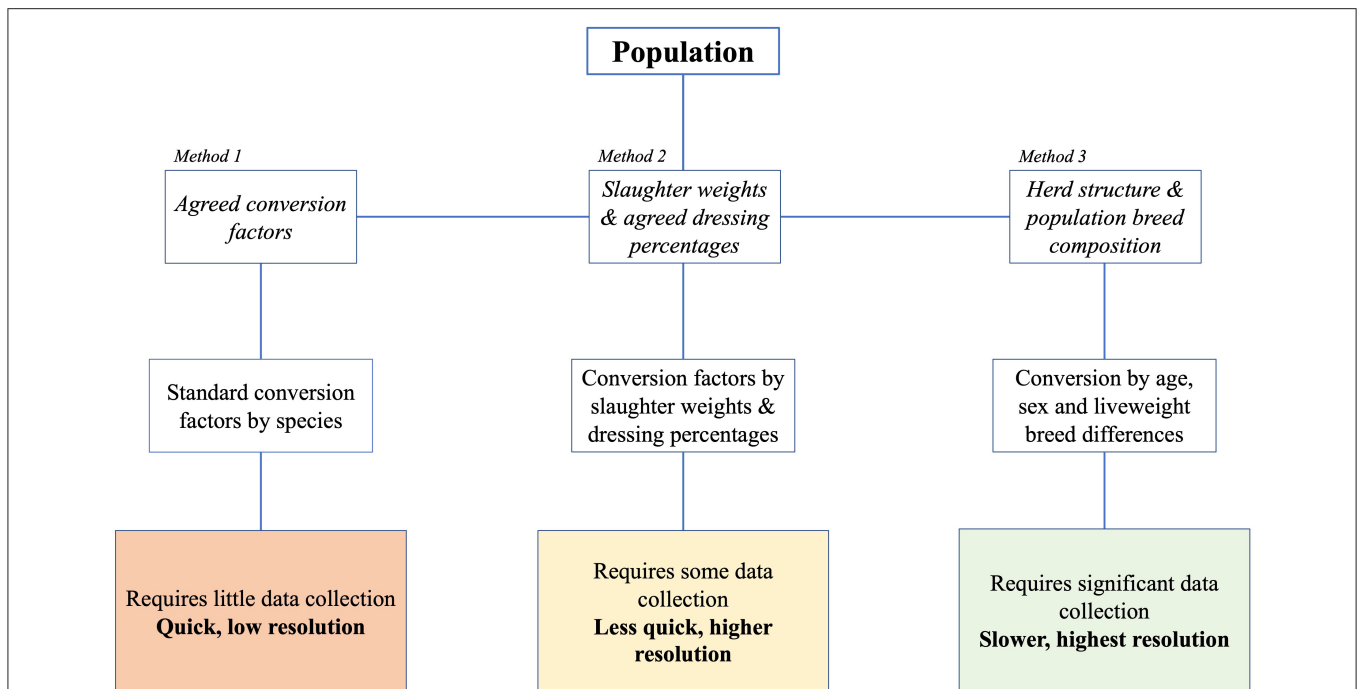 Population
Method 1
Agreed conversion
factors
Method 2
Slaughter weights
& agreed dressing
percentages
Method 3
Herd structure &
population breed
composition
Standard conversion
factors by species
Conversion factors by
slaughter weights &
dressing percentages
Conversion by age,
sex and liveweight
breed differences
Requires little data collection
Quick, low resolution
Requires some data
collection
Less quick, higher
resolution
Requires significant data
collection
Slower, highest resolution